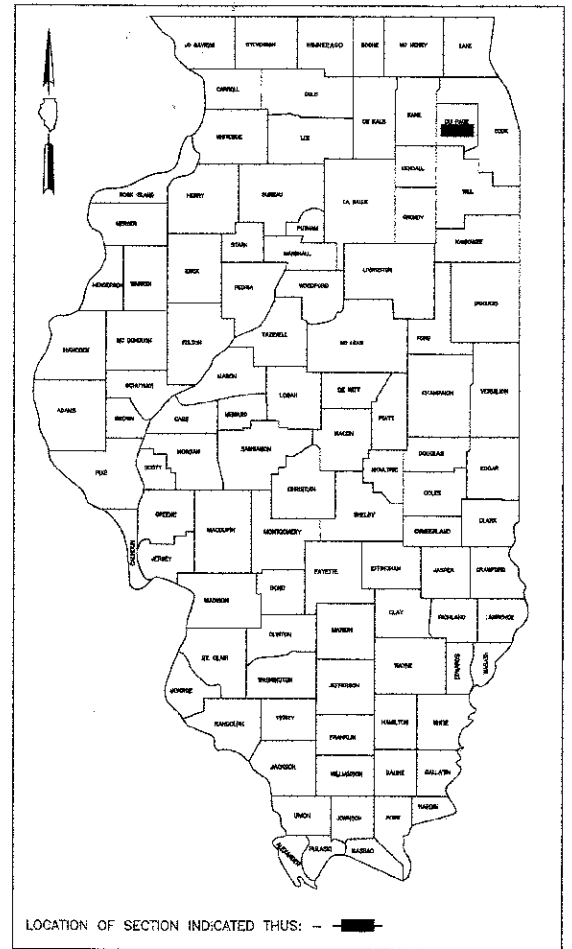 JO DAVIESS STEPHENSON WINNEBAGO BOONE MC HENRY LAKE
CARROLL OGLE
DE KALB KANE DU PAGE COOK
WHITESIDE LEE
KENDALL
ROCK ISLAND HENRY BUREAU LA SALLE GRUNDY WILL
MERCER PUTNAM
STARK MARSHALL KANKAKEE
HENDERSON WARREN KNOX PEORIA WOODFORD LIVINGSTON
IROQUOIS
FORD
HANCOCK MC DONOUGH FULTON TAZEWELL MC LEAN
MASON
SCHUYLER LOGAN DE WITT CHAMPAIGN VERMILION
ADAMS BROWN CASS MENARD PIATT
MACON
MORGAN SANGAMON DOUGLAS
PIKE SCOTT MOULTRIE EDGAR
CHRISTIAN COLES
GREENE SHELBY
MACOUPIN MONTGOMERY CUMBERLAND CLARK
CALHOUN JERSEY
FAYETTE EFFINGHAM JASPER CRAWFORD
MADISON BOND
CLAY RICHLAND LAWRENCE
CLINTON MARION
ST. CLAIR WAYNE EDWARDS WABASH
WASHINGTON JEFFERSON
MONROE
RANDOLPH PERRY HAMILTON WHITE
FRANKLIN
JACKSON WILLIAMSON SALINE GALLATIN
HARDIN
UNION JOHNSON POPE
ALEXANDER PULASKI MASSAC
LOCATION OF SECTION INDICATED THUS: - -